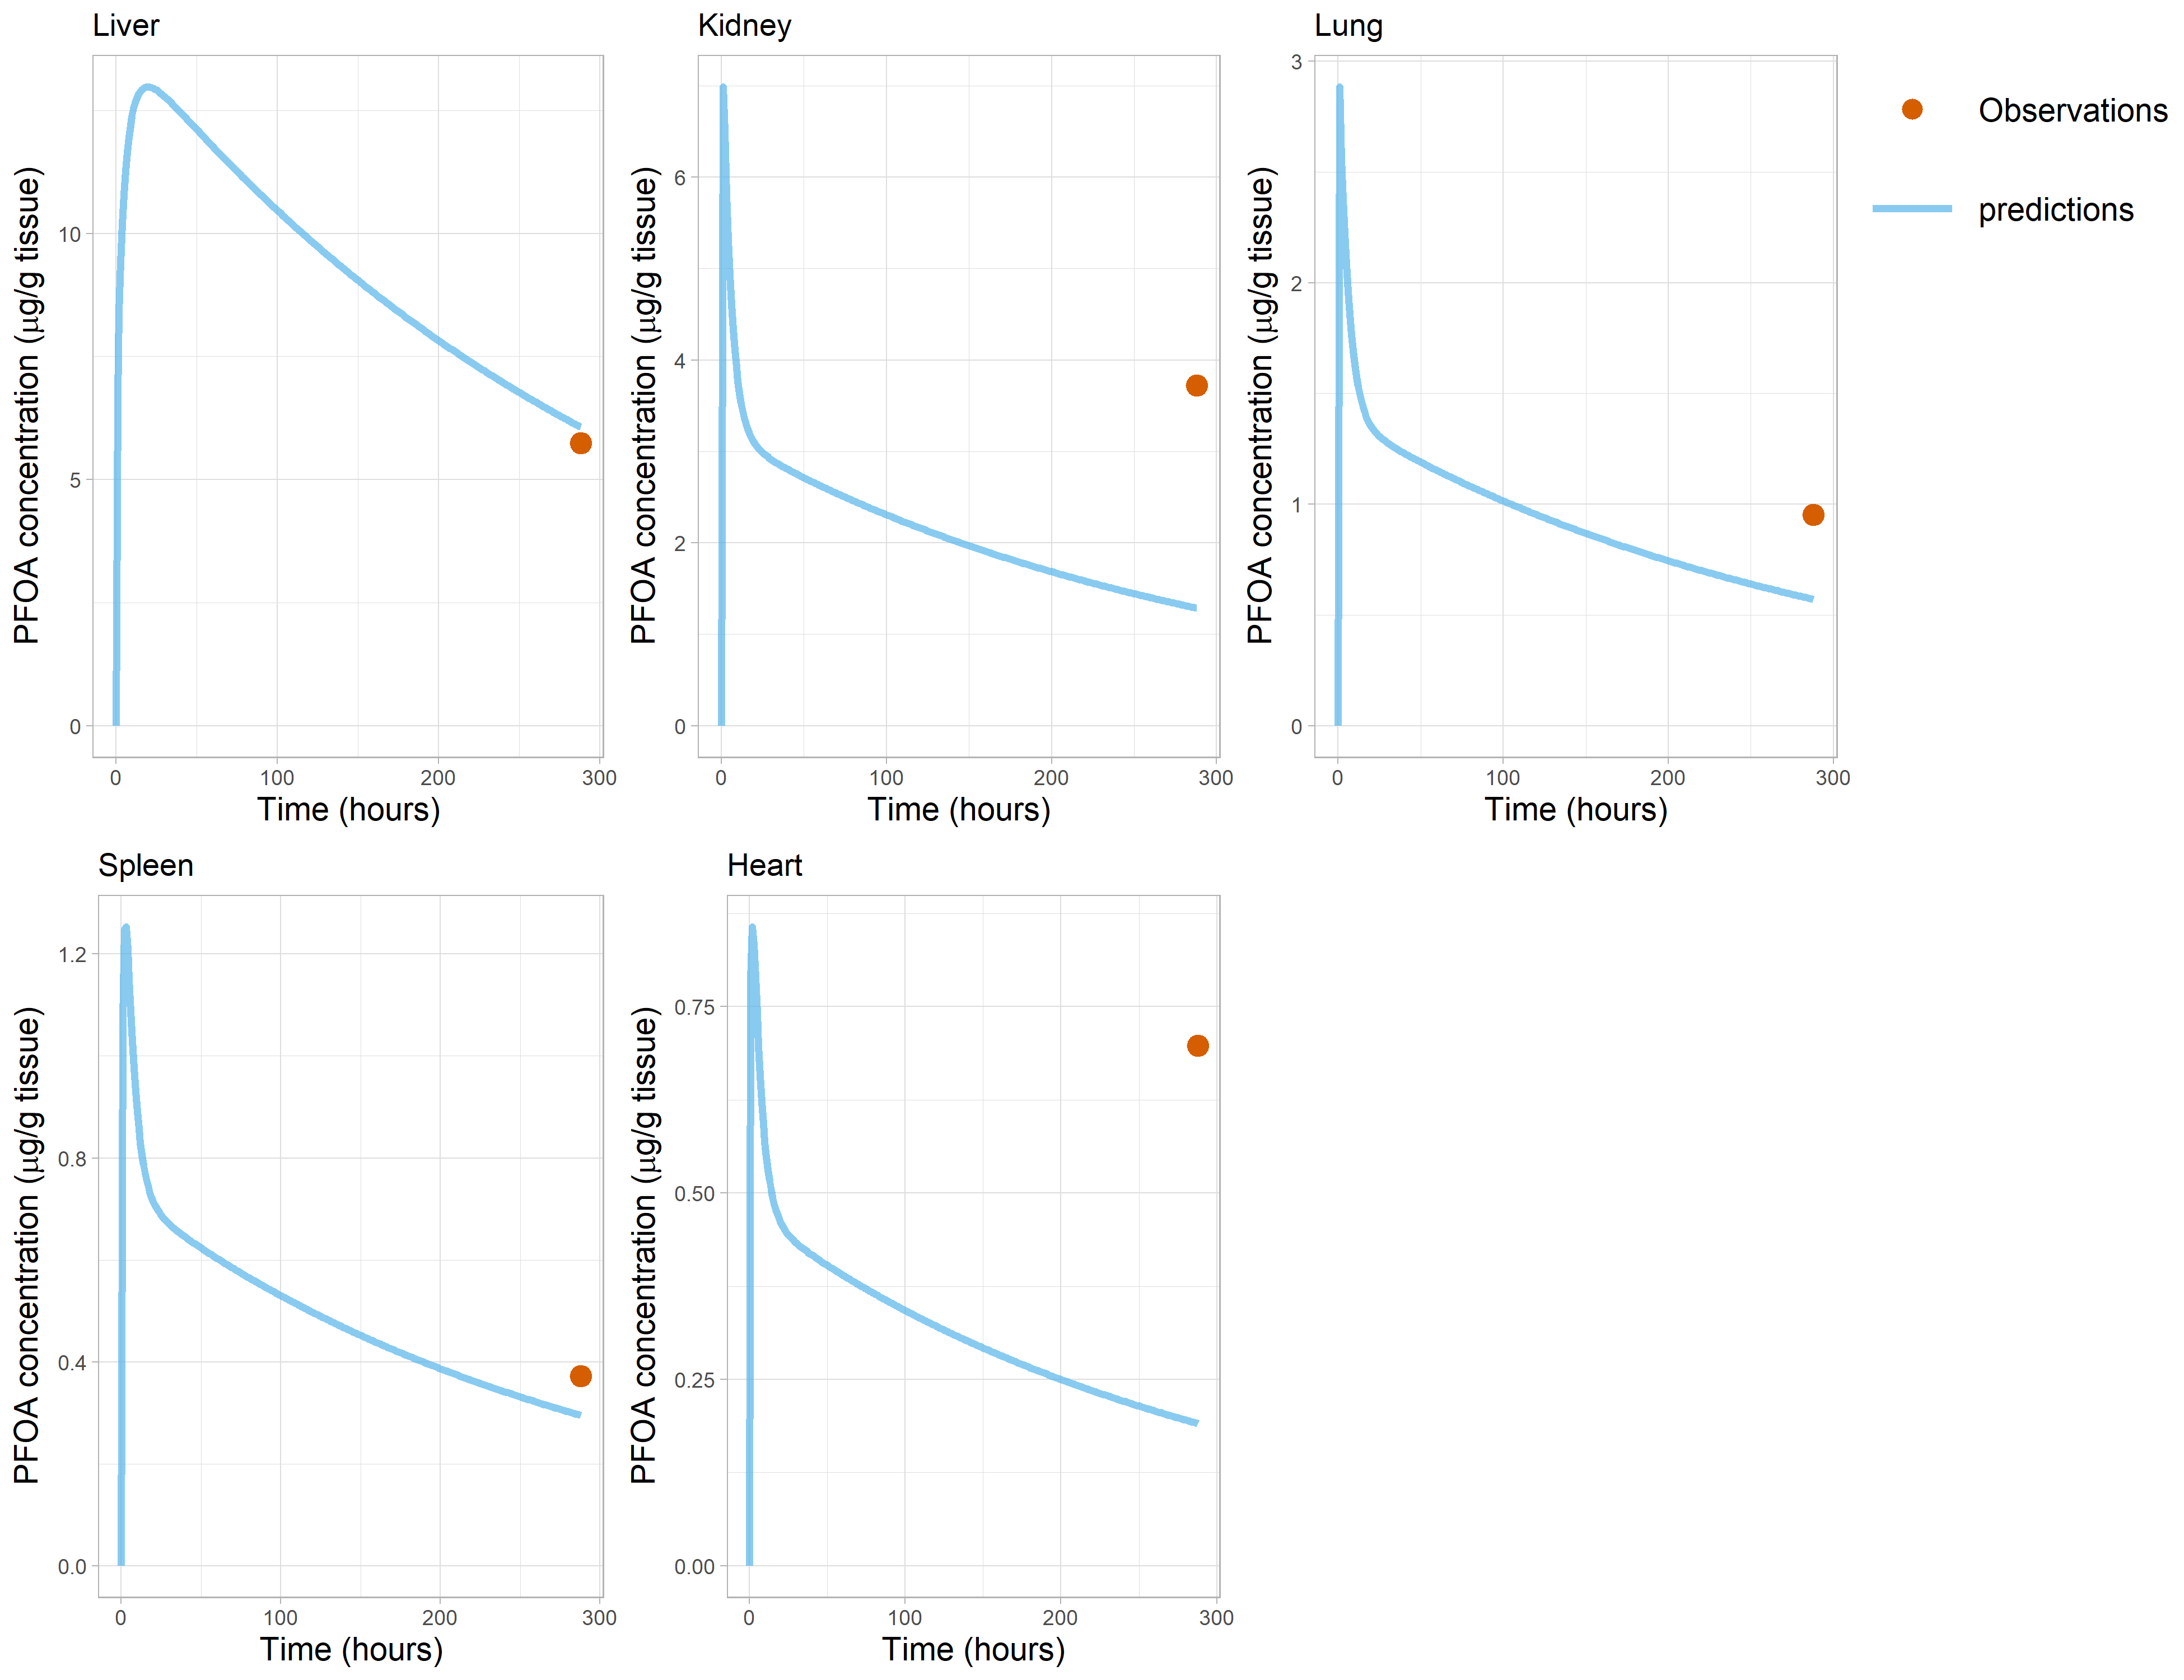 Liver
PFOA concentration (μg/g tissue)
10
5
0
0 100 200 300
Time (hours)
Kidney
PFOA concentration (μg/g tissue)
6
4
2
0
0 100 200 300
Time (hours)
Lung
PFOA concentration (μg/g tissue)
3
2
1
0
0 100 200 300
Time (hours)
Observations
predictions
Spleen
PFOA concentration (μg/g tissue)
1.2
0.8
0.4
0.0
0 100 200 300
Time (hours)
Heart
PFOA concentration (μg/g tissue)
0.75
0.50
0.25
0.00
0 100 200 300
Time (hours)